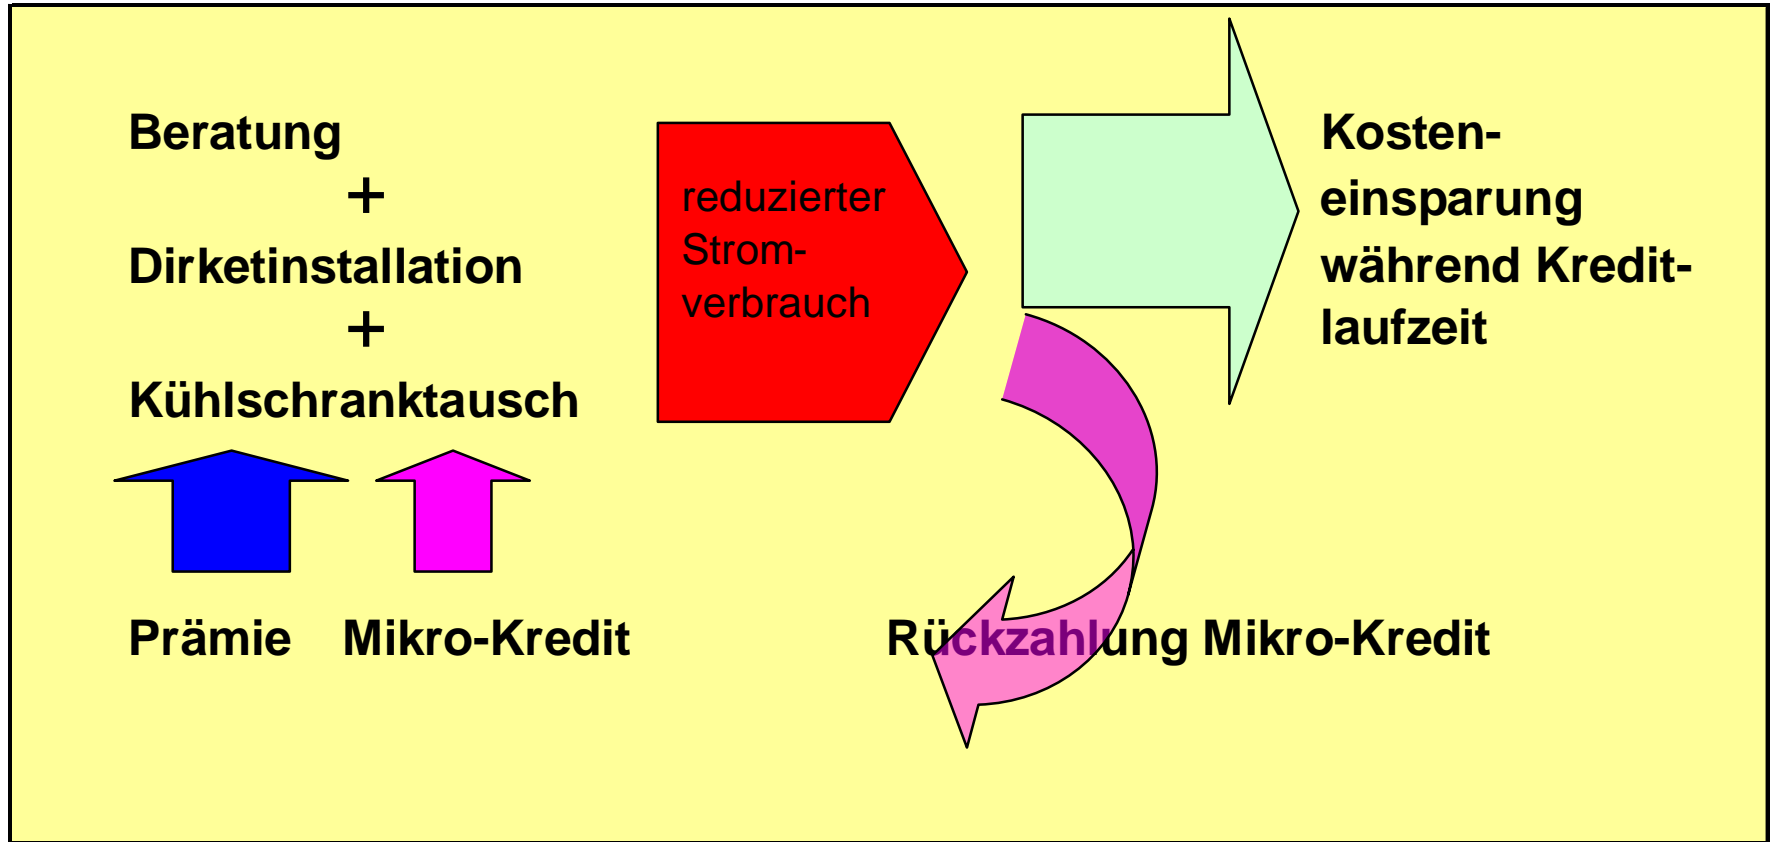 Beratung
+
Dirketinstallation
+
Kühlschranktausch
Prämie Mikro-Kredit
reduzierter
Strom-
verbrauch
Kosten-
einsparung
während Kredit-
laufzeit
Rückzahlung Mikro-Kredit